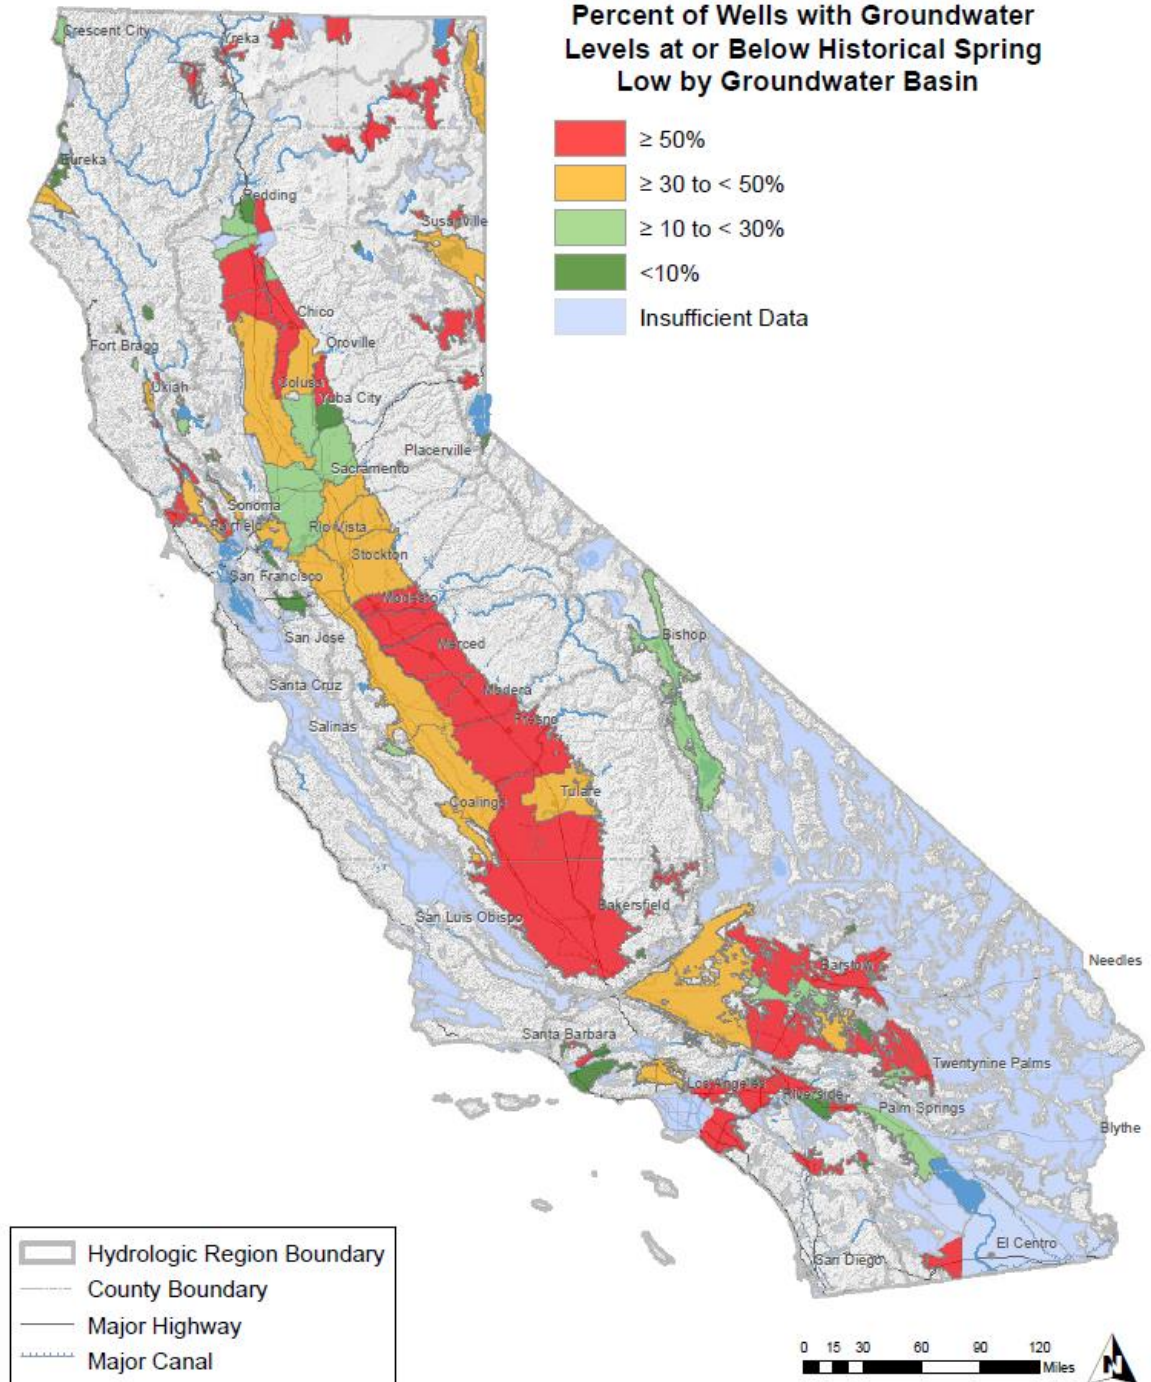 Percent of Wells with Groundwater
Levels at or Below Historical Spring
Low by Groundwater Basin
≥ 50%
≥ 30 to < 50%
≥ 10 to < 30%
<10%
Insufficient Data
Crescent City
Yreka
Eureka
Redding
Susanville
Chico
Fort Bragg
Oroville
Ukiah
Colusa
Yuba City
Placerville
Sacramento
Sonoma
Fairfield
Rio Vista
Stockton
San Francisco
Modesto
San Jose
Merced
Bishop
Santa Cruz
Madera
Salinas
Fresno
Coalinga
Tulare
San Luis Obispo
Bakersfield
Barstow
Needles
Santa Barbara
Twentynine Palms
Los Angeles
Riverside
Palm Springs
Blythe
San Diego
El Centro
Hydrologic Region Boundary
County Boundary
Major Highway
Major Canal
0 15 30 60 90 120
Miles
N